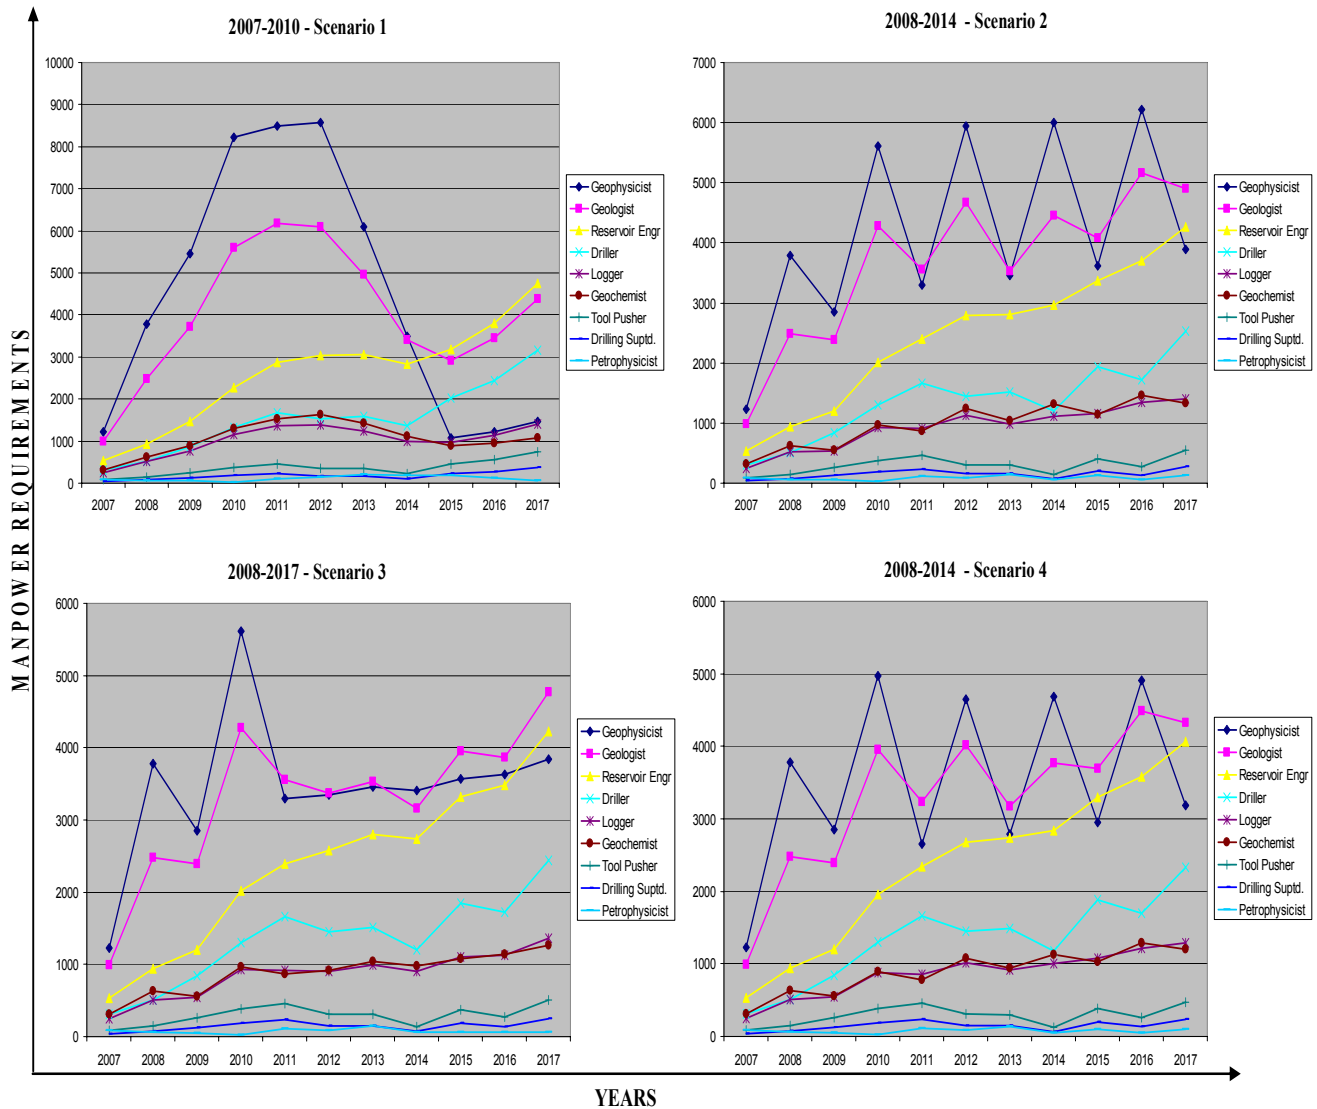 2007-2010 - Scenario 1
10000
9000
8000
7000
6000
5000
4000
3000
2000
1000
0
2007 2008 2009 2010 2011 2012 2013 2014 2015 2016 2017
Geophysicist
Geologist
Reservoir Engr
Driller
Logger
Geochemist
Tool Pusher
Drilling Suptd.
Petrophysicist
2008-2014 - Scenario 2
7000
6000
5000
4000
3000
2000
1000
0
2007 2008 2009 2010 2011 2012 2013 2014 2015 2016 2017
Geophysicist
Geologist
Reservoir Engr
Driller
Logger
Geochemist
Tool Pusher
Drilling Suptd.
Petrophysicist
MANPOWER REQUIREMENTS
2008-2017 - Scenario 3
6000
5000
4000
3000
2000
1000
0
2007 2008 2009 2010 2011 2012 2013 2014 2015 2016 2017
Geophysicist
Geologist
Reservoir Engr
Driller
Logger
Geochemist
Tool Pusher
Drilling Suptd.
Petrophysicist
2008-2014 - Scenario 4
6000
5000
4000
3000
2000
1000
0
2007 2008 2009 2010 2011 2012 2013 2014 2015 2016 2017
Geophysicist
Geologist
Reservoir Engr
Driller
Logger
Geochemist
Tool Pusher
Drilling Suptd.
Petrophysicist
YEARS